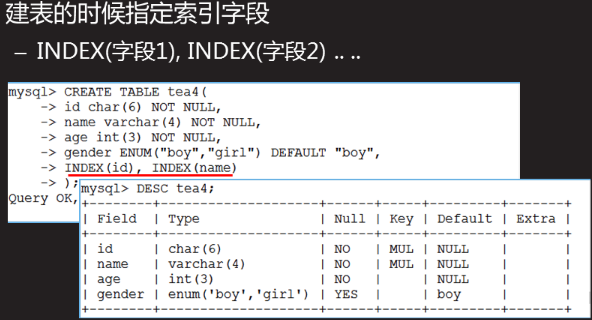 建表的时候指定索引字段
– INDEX(字段1), INDEX(字段2) .. ..
mysql> CREATE TABLE tea4(
-> id char(6) NOT NULL,
-> name varchar(4) NOT NULL,
-> age int(3) NOT NULL,
-> gender ENUM("boy","girl") DEFAULT "boy",
-> INDEX(id), INDEX(name)
-> );
Query OK,
mysql> DESC tea4;
+--------+--------------------+------+-----+---------+-------+
| Field | Type | Null | Key | Default | Extra |
+--------+--------------------+------+-----+---------+-------+
| id | char(6) | NO | MUL | NULL | |
| name | varchar(4) | NO | MUL | NULL | |
| age | int(3) | NO | | NULL | |
| gender | enum('boy','girl') | YES | | boy | |
+--------+--------------------+------+-----+---------+-------+